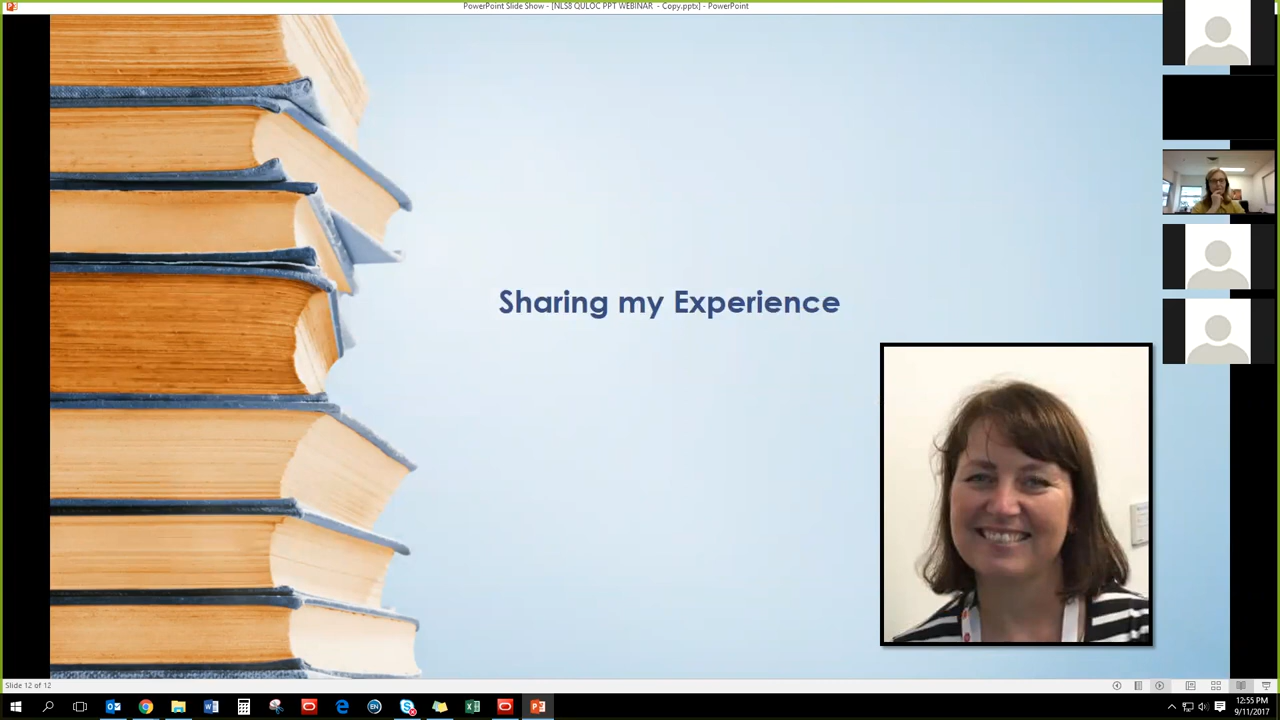 PowerPoint Slide Show - [NLS8 QULOC PPT WEBINAR - Copy.pptx] - PowerPoint
Sharing my Experience
Slide 12 of 12
12:55 PM
9/11/2017